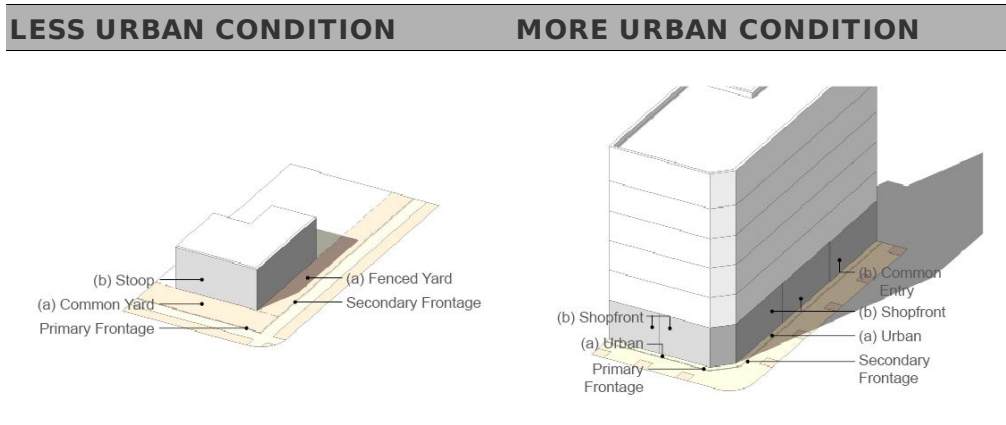 LESS URBAN CONDITION
MORE URBAN CONDITION
(b) Stoop
(a) Common Yard
Primary Frontage
(a) Fenced Yard
Secondary Frontage
(b) Shopfront
(a) Urban
Primary
Frontage
(b) Common
Entry
(b) Shopfront
(a) Urban
Secondary
Frontage